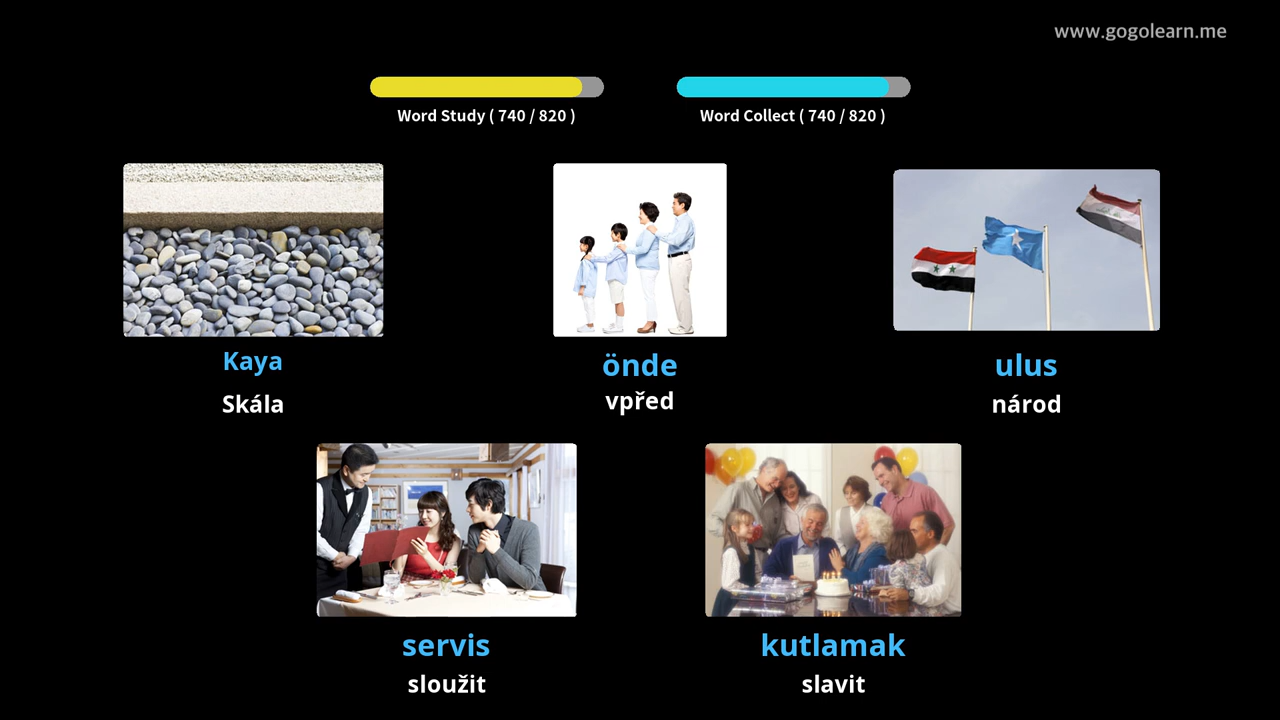 www.gogolearn.me
Word Study ( 740 / 820 )
Word Collect ( 740 / 820 )
Kaya
Skála
önde
vpřed
ulus
národ
servis
sloužit
kutlamak
slavit